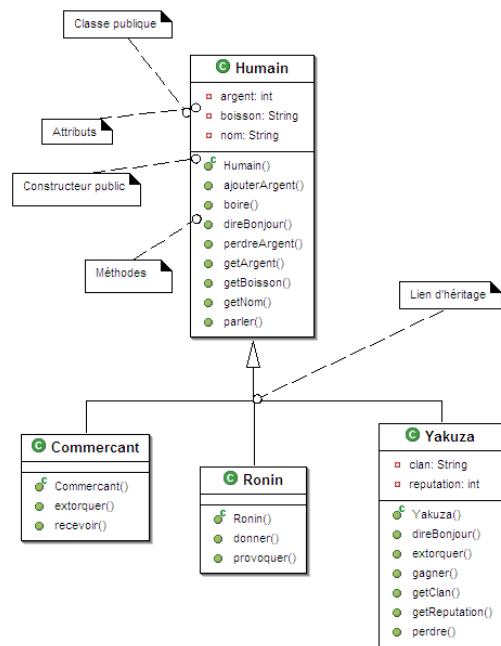 Classe publique
C Humain
argent: int
boisson: String
nom: String
Attributs
Constructeur public
Méthodes
c Humain()
ajouterArgent()
boire()
direBonjour()
perdreArgent()
getArgent()
getBoisson()
getNom()
parler()
Lien d'héritage
C Commercant
c Commercant()
extorquer()
recevoir()
C Ronin
c Ronin()
donner()
provoquer()
C Yakuza
clan: String
reputation: int
c Yakuza()
direBonjour()
extorquer()
gagner()
getClan()
getReputation()
perdre()